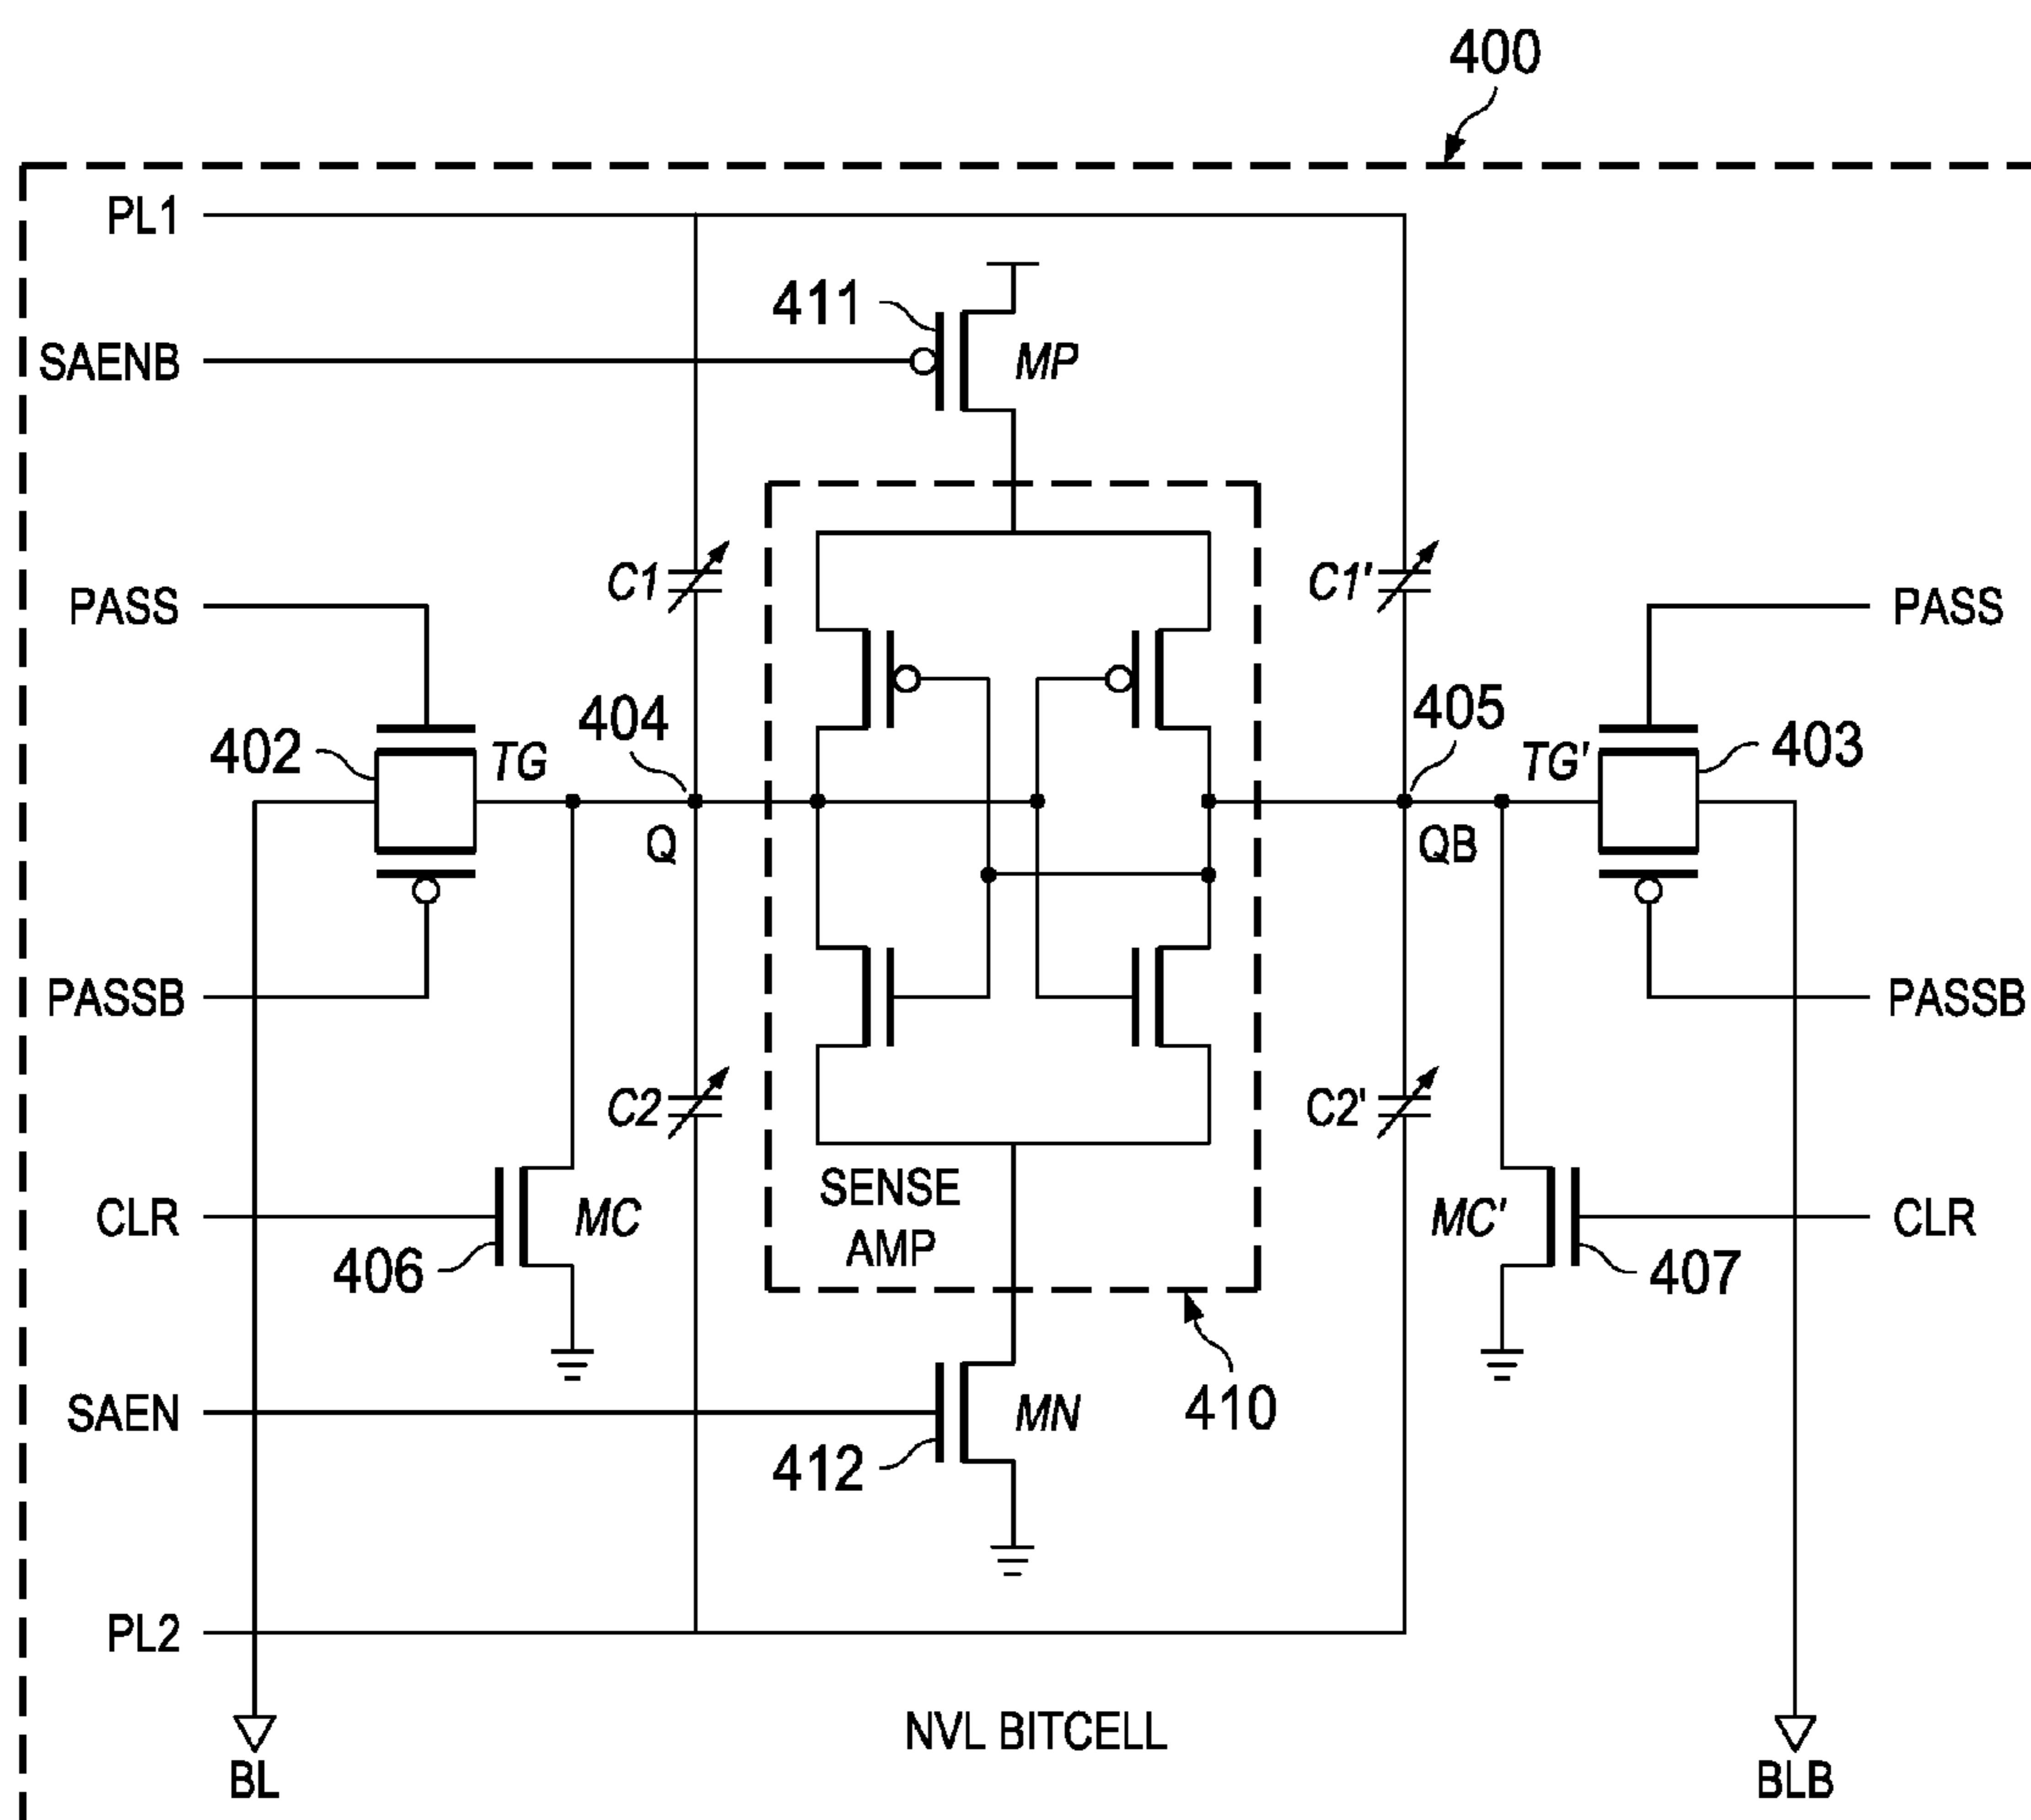 400
PL1
411
SAENB
MP
C1
C1'
PASS
PASS
404
405
402
TG
TG'
403
Q
QB
PASSB
PASSB
C2
C2'
SENSE
AMP
CLR
MC
MC'
CLR
406
407
SAEN
MN
410
412
PL2
NVL BITCELL
BL
BLB